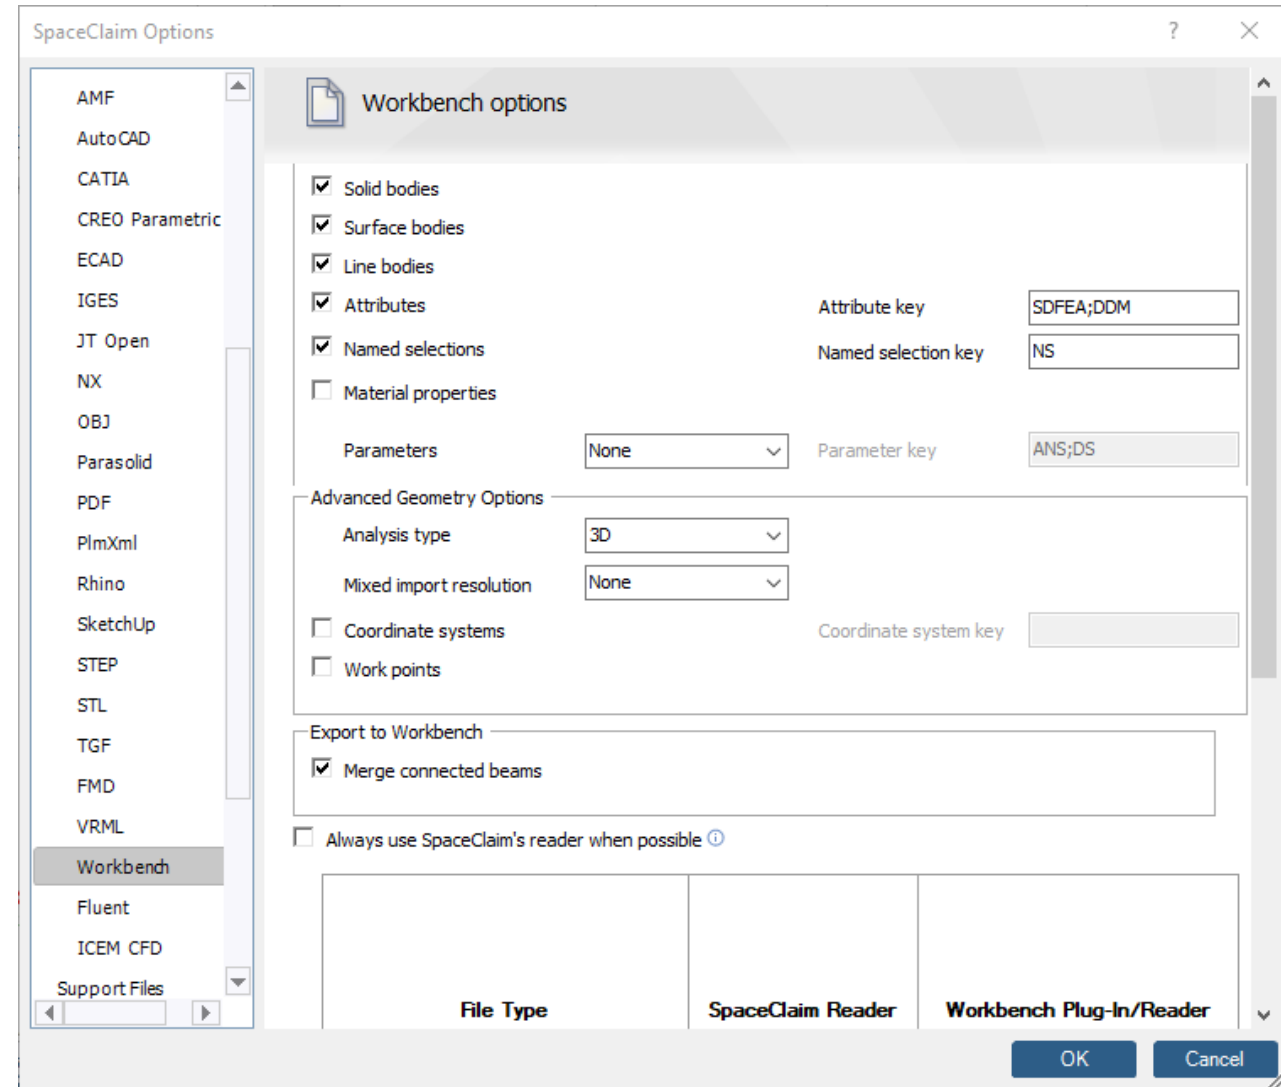 SpaceClaim Options
?
AMF
AutoCAD
CATIA
CREO Parametric
ECAD
IGES
JT Open
NX
OBJ
Parasolid
PDF
PlmXml
Rhino
SketchUp
STEP
STL
TGF
FMD
VRML
Workbench
Fluent
ICEM CFD
Support Files
Workbench options
Solid bodies
Surface bodies
Line bodies
Attributes Attribute key SDFEA;DDM
Named selections Named selection key NS
Material properties
Parameters None Parameter key ANS;DS
Advanced Geometry Options
Analysis type 3D
Mixed import resolution None
Coordinate systems Coordinate system key
Work points
Export to Workbench
Merge connected beams
Always use SpaceClaim's reader when possible
File Type SpaceClaim Reader Workbench Plug-In/Reader
OK Cancel